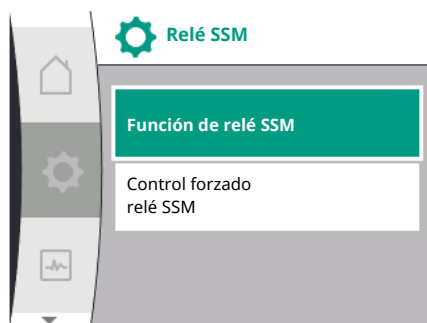 Relé SSM
Función de relé SSM
Control forzado
relé SSM